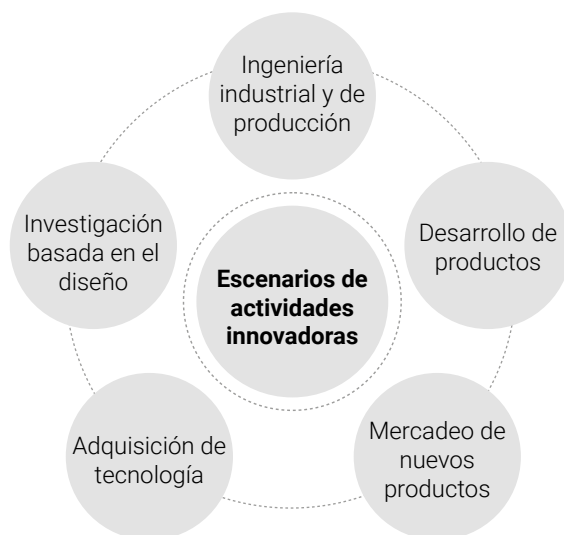 Ingeniería
industrial y de
producción
Investigación
basada en el
diseño
Desarrollo de
productos
Escenarios de
actividades
innovadoras
Adquisición de
tecnología
Mercadeo de
nuevos
productos